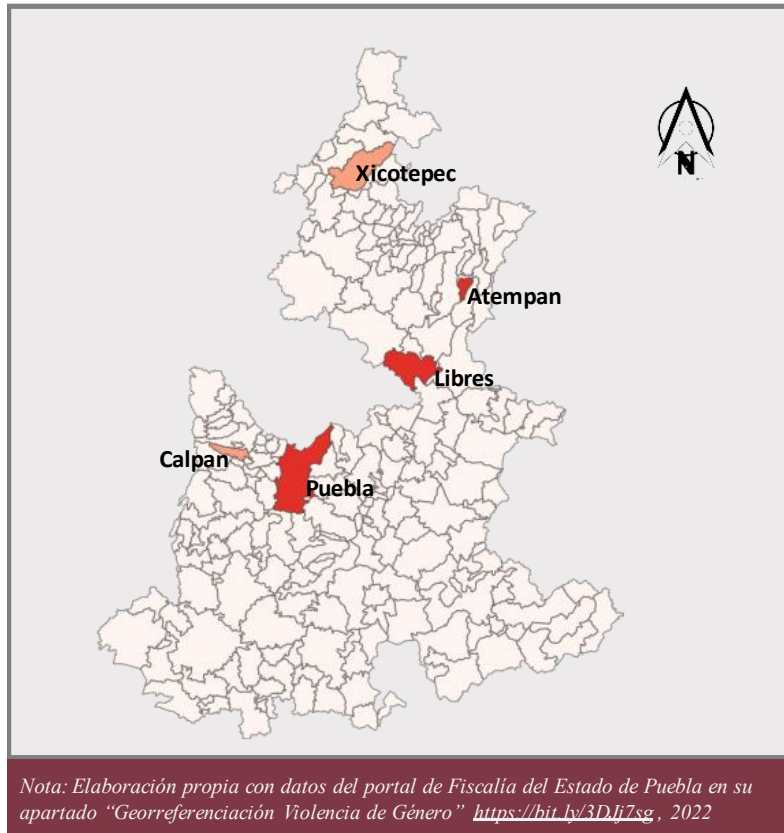 Xicotepec
N
Atempan
Libres
Calpan
Puebla
Nota: Elaboración propia con datos del portal de Fiscalía del Estado de Puebla en su
apartado “Georreferenciación Violencia de Género” https://bit.ly/3DJj7sg , 2022